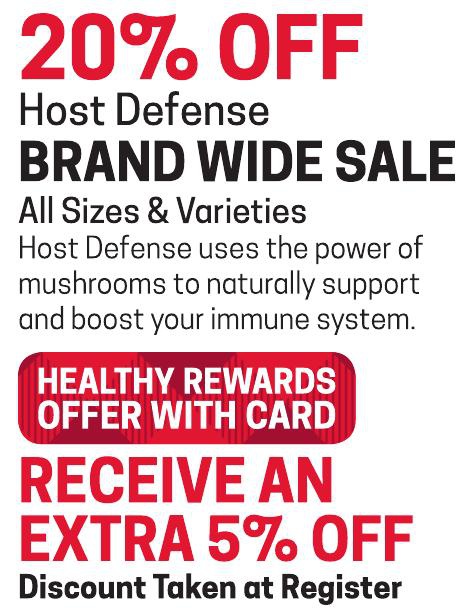 20% OFF
Host Defense
BRAND WIDE SALE
All Sizes & Varieties
Host Defense uses the power of
mushrooms to naturally support
and boost your immune system.
HEALTHY REWARDS
OFFER WITH CARD
RECEIVE AN
EXTRA 5% OFF
Discount Taken at Register